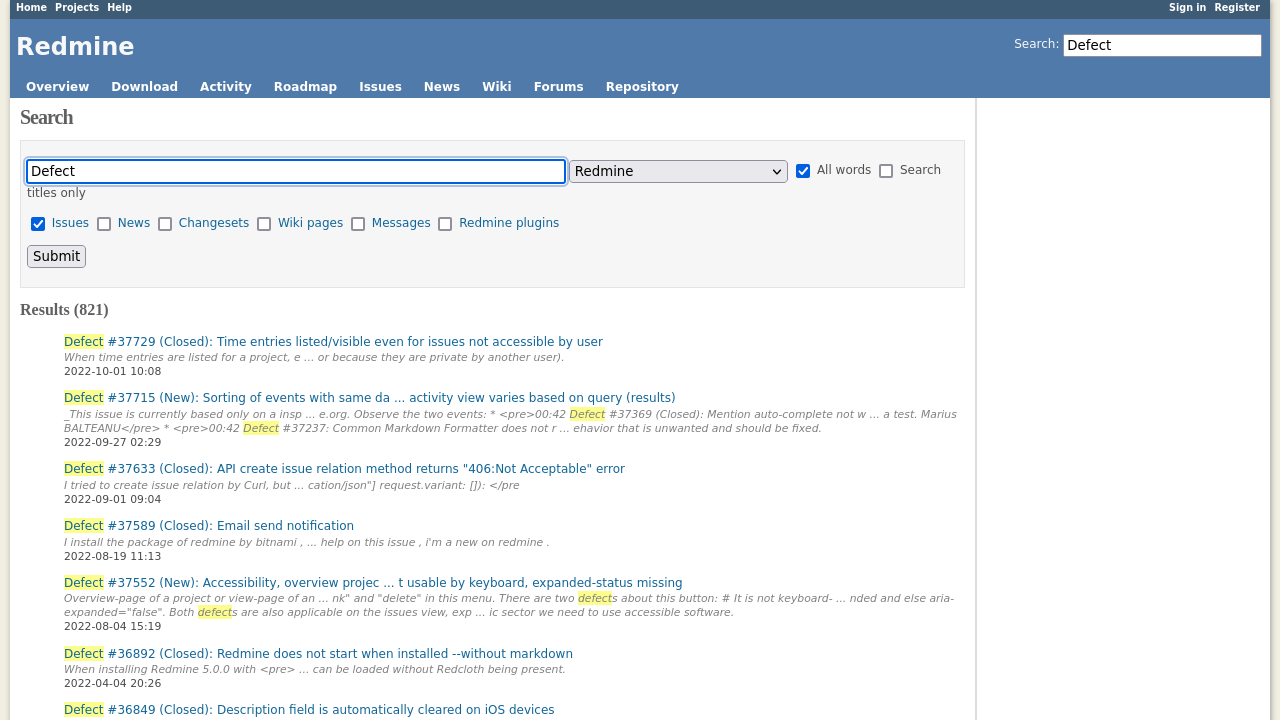 Home Projects Help Sign in Register
Redmine Search: Defect
Overview Download Activity Roadmap Issues News Wiki Forums Repository
Search
Defect Redmine All words Search
titles only
Issues News Changesets Wiki pages Messages Redmine plugins
Submit
Results (821)
Defect #37729 (Closed): Time entries listed/visible even for issues not accessible by user
When time entries are listed for a project, e ... or because they are private by another user).
2022-10-01 10:08
Defect #37715 (New): Sorting of events with same da ... activity view varies based on query (results)
_This issue is currently based only on a insp ... e.org. Observe the two events: * <pre>00:42 Defect #37369 (Closed): Mention auto-complete not w ... a test. Marius
BALTEANU</pre> * <pre>00:42 Defect #37237: Common Markdown Formatter does not r ... ehavior that is unwanted and should be fixed.
2022-09-27 02:29
Defect #37633 (Closed): API create issue relation method returns "406:Not Acceptable" error
I tried to create issue relation by Curl, but ... cation/json"] request.variant: []): </pre
2022-09-01 09:04
Defect #37589 (Closed): Email send notification
I install the package of redmine by bitnami , ... help on this issue , i'm a new on redmine .
2022-08-19 11:13
Defect #37552 (New): Accessibility, overview projec ... t usable by keyboard, expanded-status missing
Overview-page of a project or view-page of an ... nk" and "delete" in this menu. There are two defects about this button: # It is not keyboard- ... nded and else aria-
expanded="false". Both defects are also applicable on the issues view, exp ... ic sector we need to use accessible software.
2022-08-04 15:19
Defect #36892 (Closed): Redmine does not start when installed --without markdown
When installing Redmine 5.0.0 with <pre> ... can be loaded without Redcloth being present.
2022-04-04 20:26
Defect #36849 (Closed): Description field is automatically cleared on iOS devices